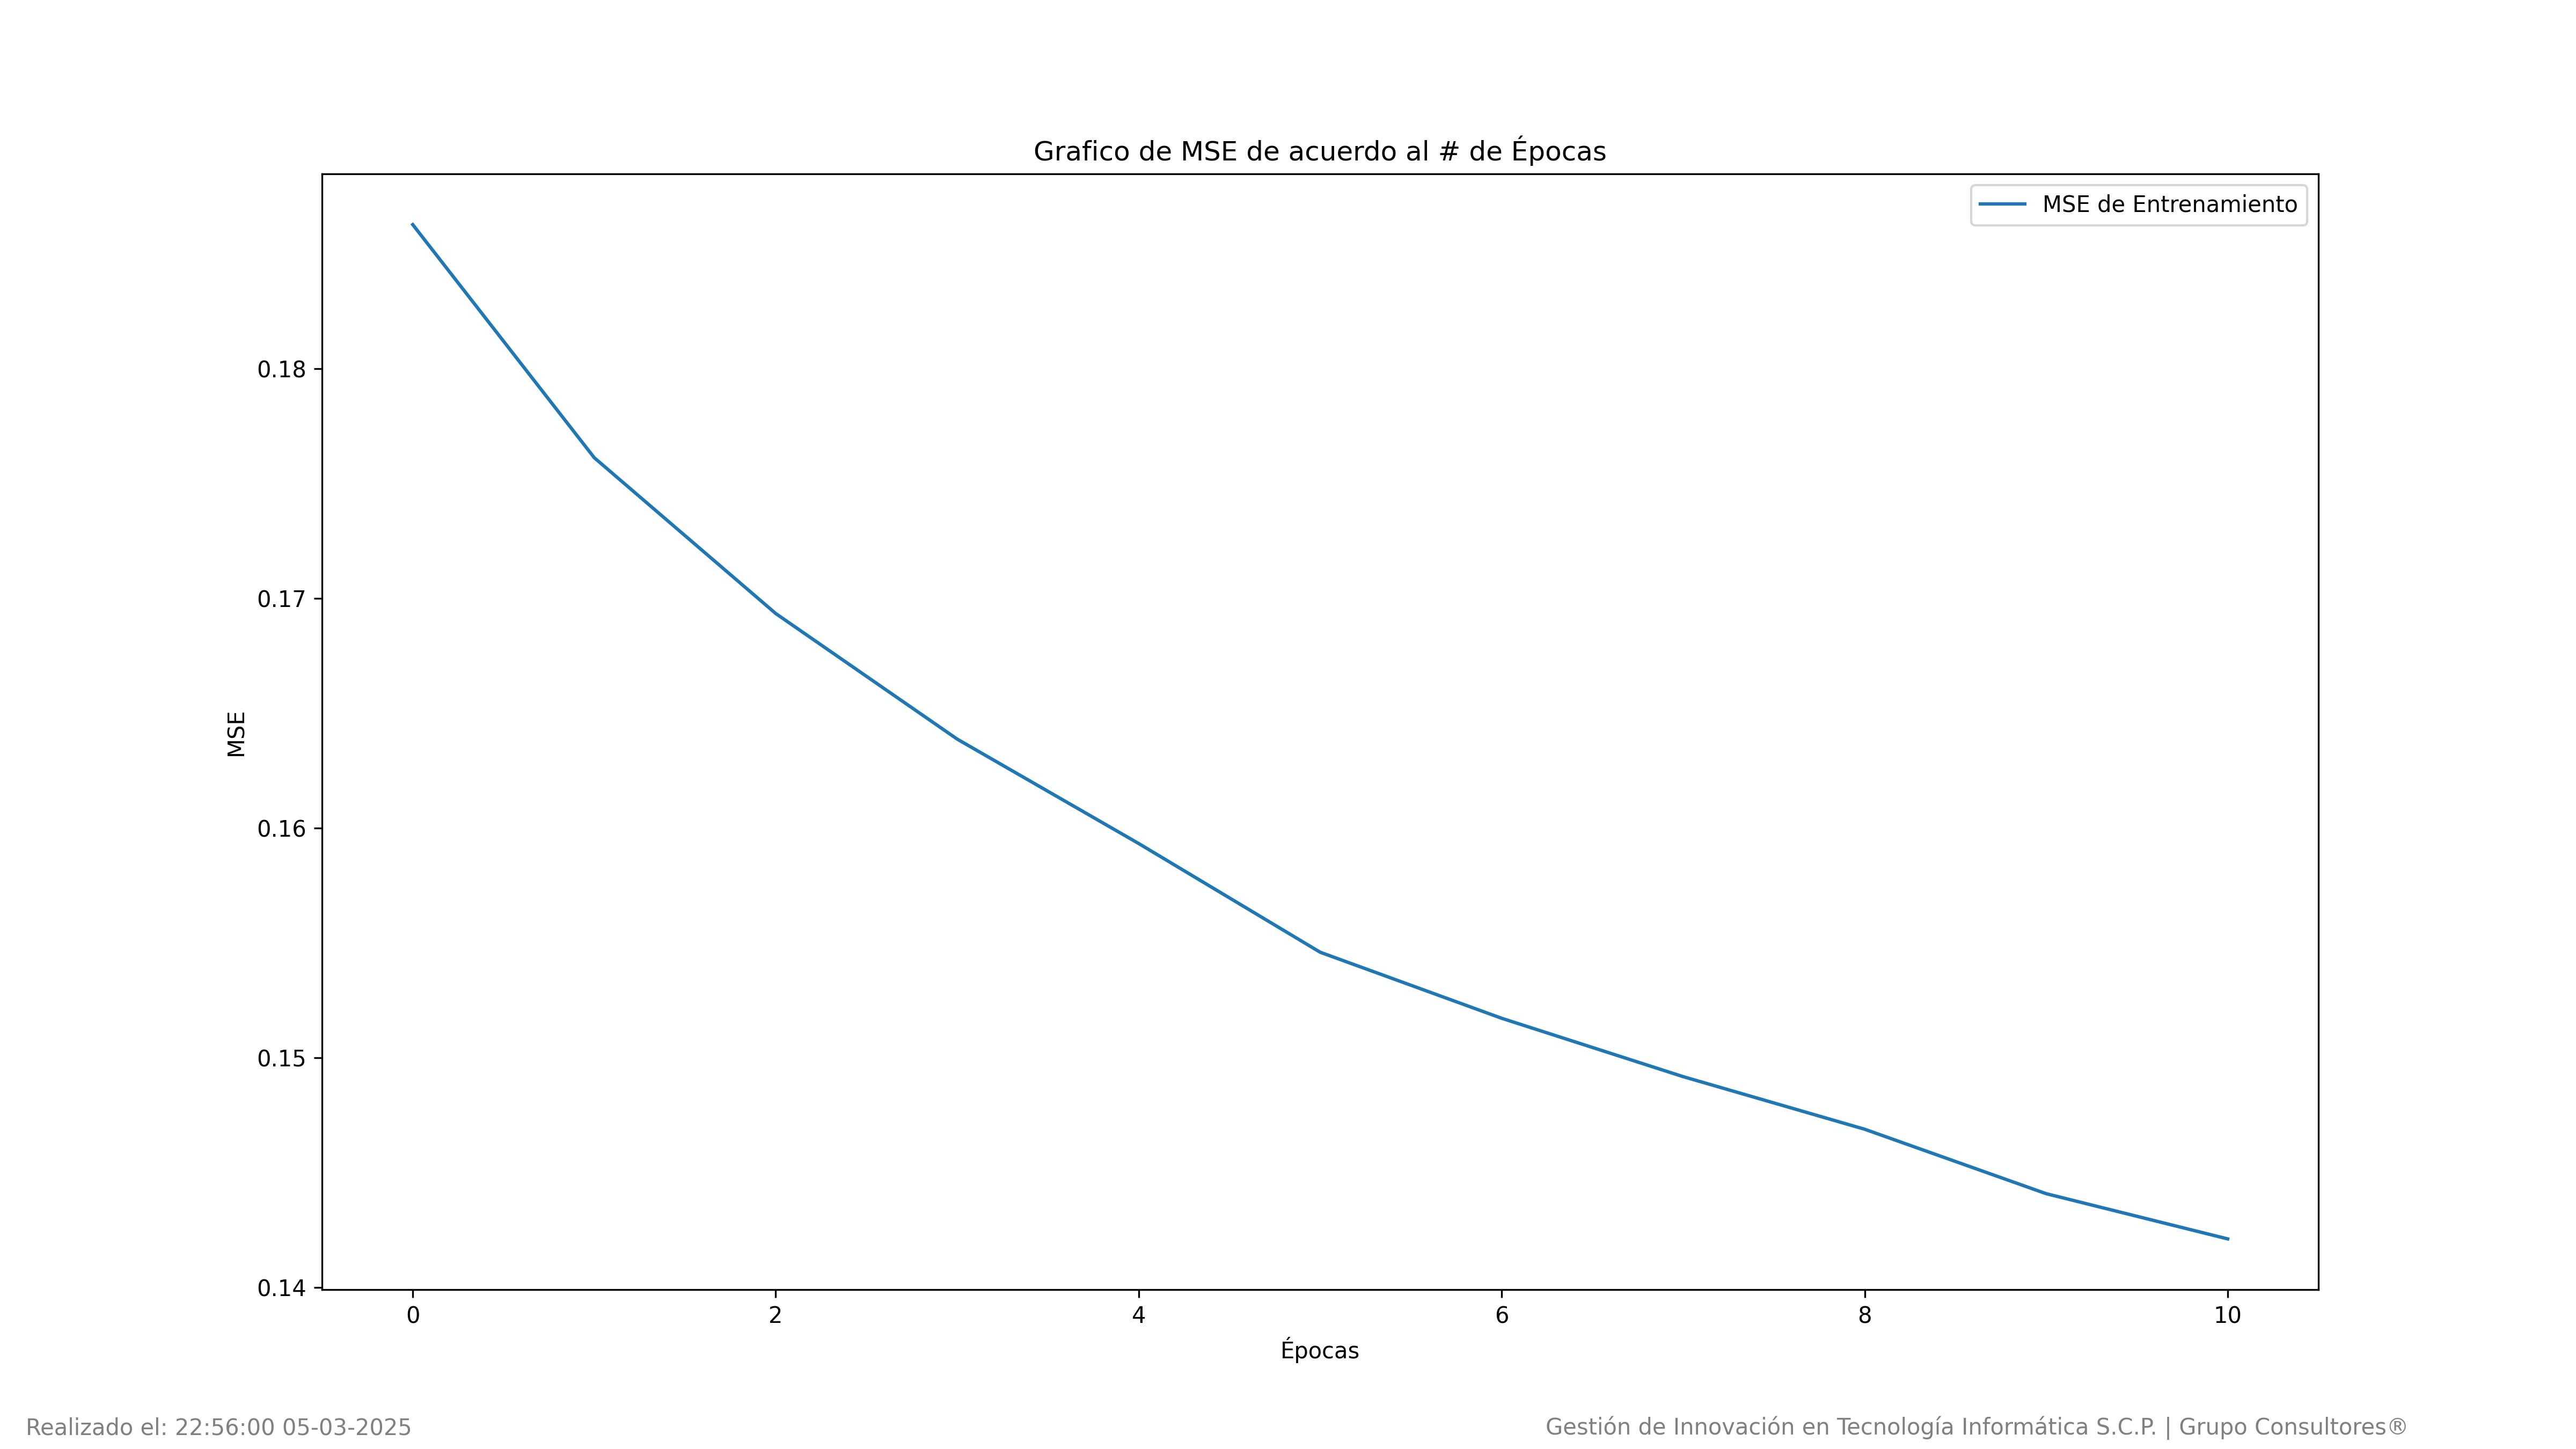 Grafico de MSE de acuerdo al # de Épocas
MSE de Entrenamiento
0.18
0.17
0.16
0.15
0.14
MSE
0 2 4 6 8 10
Épocas
Realizado el: 22:56:00 05-03-2025
Gestión de Innovación en Tecnología Informática S.C.P. | Grupo Consultores®